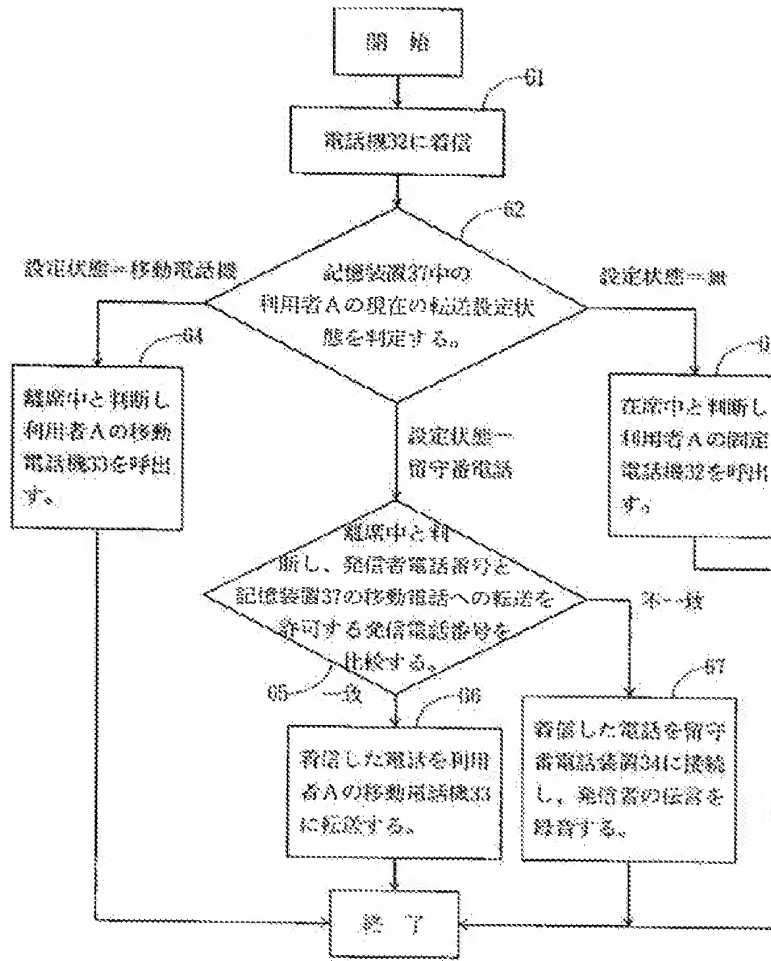 開 始
61
電話機32に着信
62
設定状態＝移動電話機
記憶装置37中の
利用者Aの現在の転送設定状
態を判定する。
設定状態＝無
64
離席中と判断し
利用者Aの移動
電話機33を呼出
す。
在席中と判断し
利用者Aの固定
電話機32を呼出
す。
設定状態＝
留守番電話
離席中と判
断し、発信者電話番号と
記憶装置37の移動電話への転送を
許可する発信電話番号を
比較する。
不一致
65
一致
66
67
着信した電話を利用
者Aの移動電話機33
に転送する。
着信した電話を留守
番電話装置34に接続
し、発信者の伝言を
録音する。
終 了